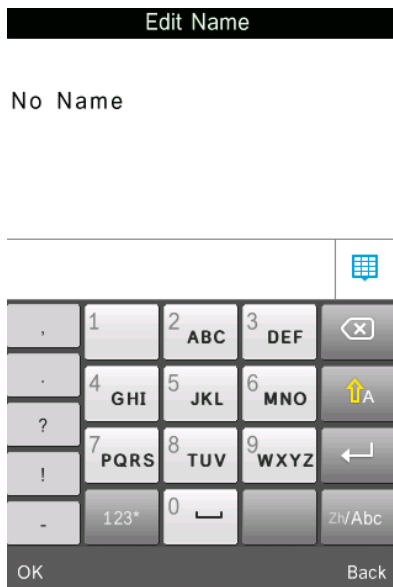 Edit Name
No Name
,
1
2 ABC
3 DEF
.
4 GHI
5 JKL
6 MNO
A
?
7 PQRS
8 TUV
9 WXYZ
!
-
123*
0
Zh/Abc
OK
Back